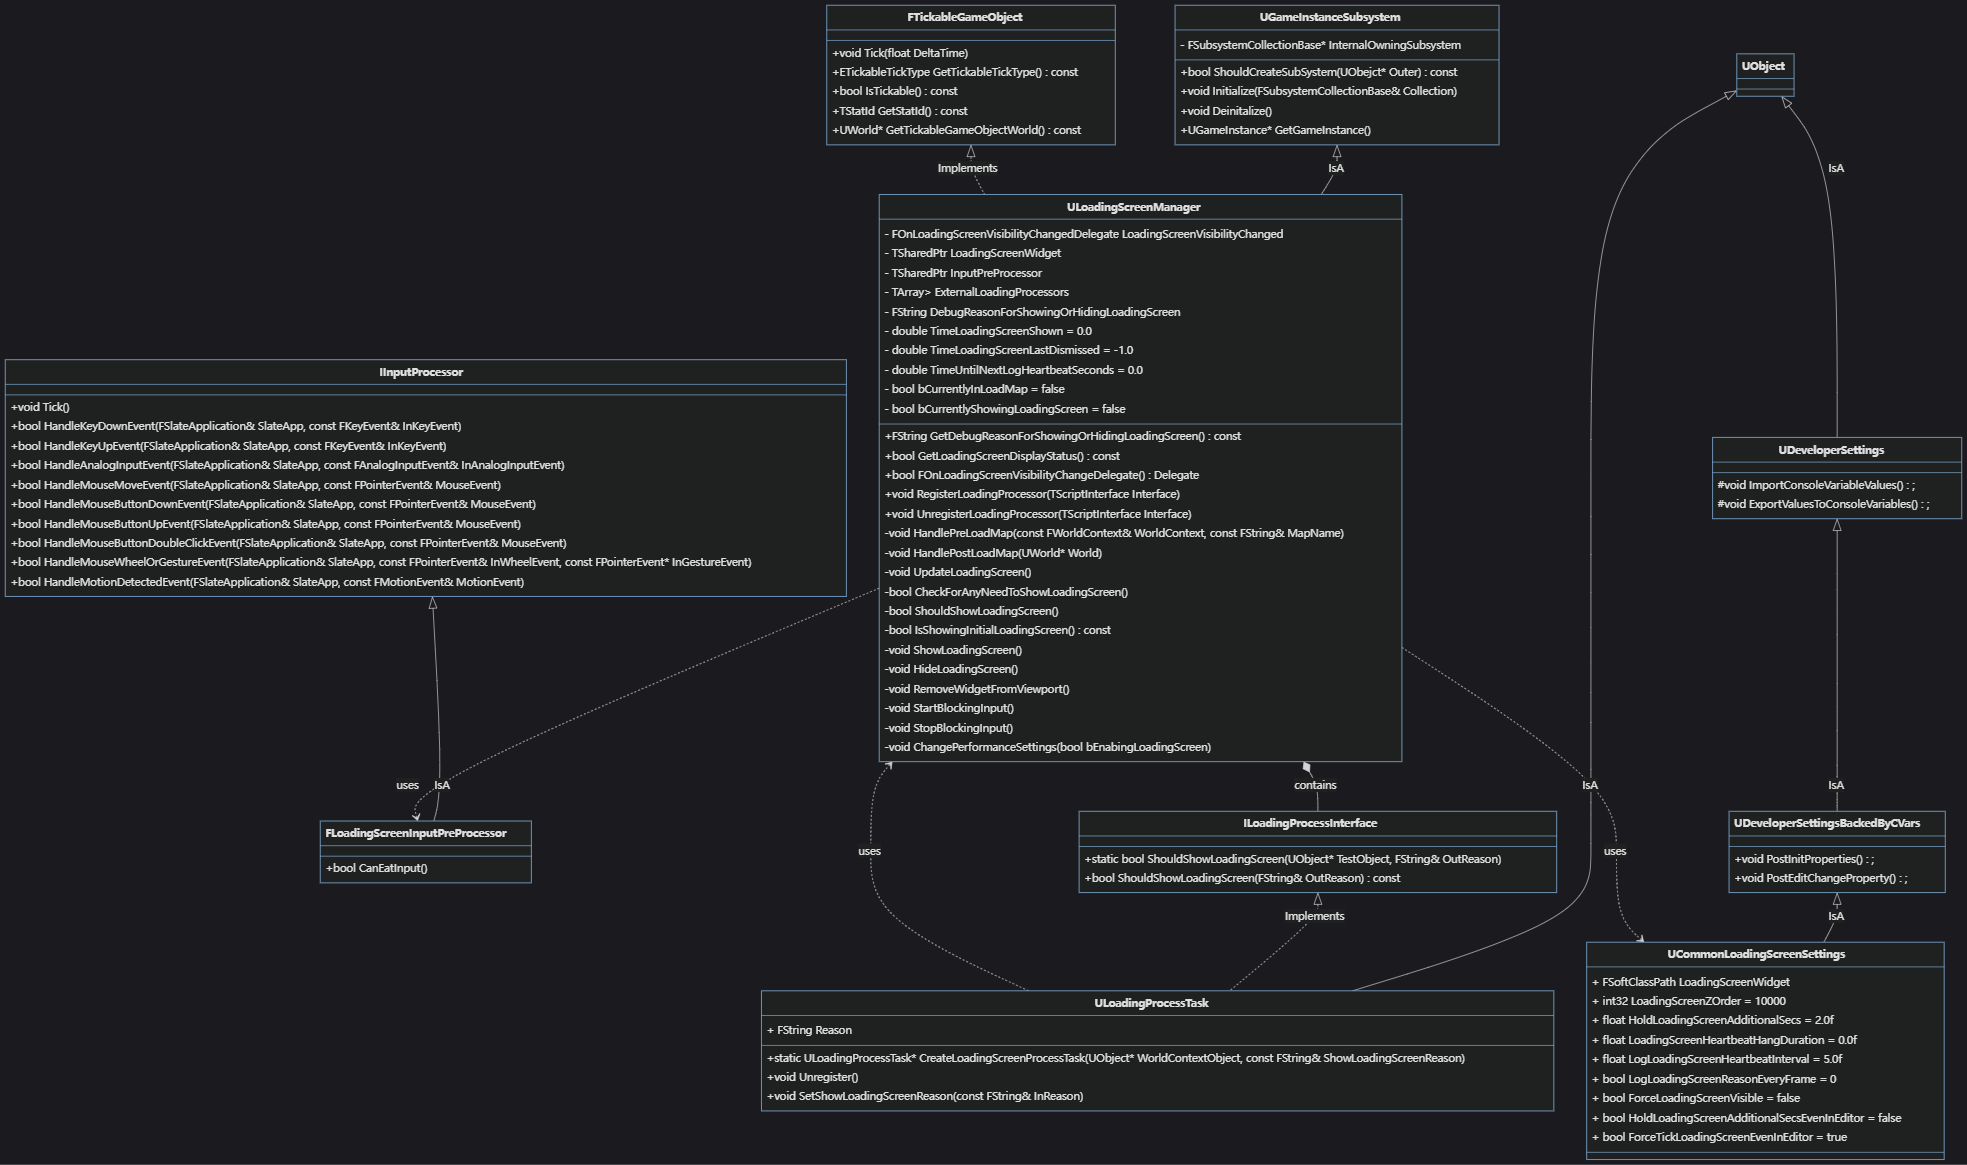 FTickableGameObject
+void Tick(float DeltaTime)
+ETickableTickType GetTickableTickType() : const
+bool IsTickable() : const
+TStatId GetStatId() : const
+UWorld* GetTickableGameObjectWorld() : const
UGameInstanceSubsystem
- FSubsystemCollectionBase* InternalOwningSubsystem
+bool ShouldCreateSubSystem(UObejct* Outer) : const
+void Initialize(FSubsystemCollectionBase& Collection)
+void Deinitalize()
+UGameInstance* GetGameInstance()
UObject
Implements
IsA
IsA
ULoadingScreenManager
- FOnLoadingScreenVisibilityChangedDelegate LoadingScreenVisibilityChanged
- TSharedPtr LoadingScreenWidget
- TSharedPtr InputPreProcessor
- TArray> ExternalLoadingProcessors
- FString DebugReasonForShowingOrHidingLoadingScreen
- double TimeLoadingScreenShown = 0.0
- double TimeLoadingScreenLastDismissed = -1.0
- double TimeUntilNextLogHeartbeatSeconds = 0.0
- bool bCurrentlyInLoadMap = false
- bool bCurrentlyShowingLoadingScreen = false
+FString GetDebugReasonForShowingOrHidingLoadingScreen() : const
+bool GetLoadingScreenDisplayStatus() : const
+bool FOnLoadingScreenVisibilityChangeDelegate() : Delegate
+void RegisterLoadingProcessor(TScriptInterface Interface)
+void UnregisterLoadingProcessor(TScriptInterface Interface)
-void HandlePreLoadMap(const FWorldContext& WorldContext, const FString& MapName)
-void HandlePostLoadMap(UWorld* World)
-void UpdateLoadingScreen()
-bool CheckForAnyNeedToShowLoadingScreen()
-bool ShouldShowLoadingScreen()
-bool IsShowingInitialLoadingScreen() : const
-void ShowLoadingScreen()
-void HideLoadingScreen()
-void RemoveWidgetFromViewport()
-void StartBlockingInput()
-void StopBlockingInput()
-void ChangePerformanceSettings(bool bEnabingLoadingScreen)
IInputProcessor
+void Tick()
+bool HandleKeyDownEvent(FSlateApplication& SlateApp, const FKeyEvent& InKeyEvent)
+bool HandleKeyUpEvent(FSlateApplication& SlateApp, const FKeyEvent& InKeyEvent)
+bool HandleAnalogInputEvent(FSlateApplication& SlateApp, const FAnalogInputEvent& InAnalogInputEvent)
+bool HandleMouseMoveEvent(FSlateApplication& SlateApp, const FPointerEvent& MouseEvent)
+bool HandleMouseButtonDownEvent(FSlateApplication& SlateApp, const FPointerEvent& MouseEvent)
+bool HandleMouseButtonUpEvent(FSlateApplication& SlateApp, const FPointerEvent& MouseEvent)
+bool HandleMouseButtonDoubleClickEvent(FSlateApplication& SlateApp, const FPointerEvent& MouseEvent)
+bool HandleMouseWheelOrGestureEvent(FSlateApplication& SlateApp, const FPointerEvent& InWheelEvent, const FPointerEvent* InGestureEvent)
+bool HandleMotionDetectedEvent(FSlateApplication& SlateApp, const FMotionEvent& MotionEvent)
UDeveloperSettings
#void ImportConsoleVariableValues() : ;
#void ExportValuesToConsoleVariables() : ;
uses
IsA
contains
IsA
IsA
FLoadingScreenInputPreProcessor
+bool CanEatInput()
uses
ILoadingProcessInterface
+static bool ShouldShowLoadingScreen(UObject* TestObject, FString& OutReason)
+bool ShouldShowLoadingScreen(FString& OutReason) : const
uses
UDeveloperSettingsBackedByCVars
+void PostInitProperties() : ;
+void PostEditChangeProperty() : ;
Implements
IsA
ULoadingProcessTask
+ FString Reason
+static ULoadingProcessTask* CreateLoadingScreenProcessTask(UObject* WorldContextObject, const FString& ShowLoadingScreenReason)
+void Unregister()
+void SetShowLoadingScreenReason(const FString& InReason)
UCommonLoadingScreenSettings
+ FSoftClassPath LoadingScreenWidget
+ int32 LoadingScreenZOrder = 10000
+ float HoldLoadingScreenAdditionalSecs = 2.0f
+ float LoadingScreenHeartbeatHangDuration = 0.0f
+ float LogLoadingScreenHeartbeatInterval = 5.0f
+ bool LogLoadingScreenReasonEveryFrame = 0
+ bool ForceLoadingScreenVisible = false
+ bool HoldLoadingScreenAdditionalSecsEvenInEditor = false
+ bool ForceTickLoadingScreenEvenInEditor = true